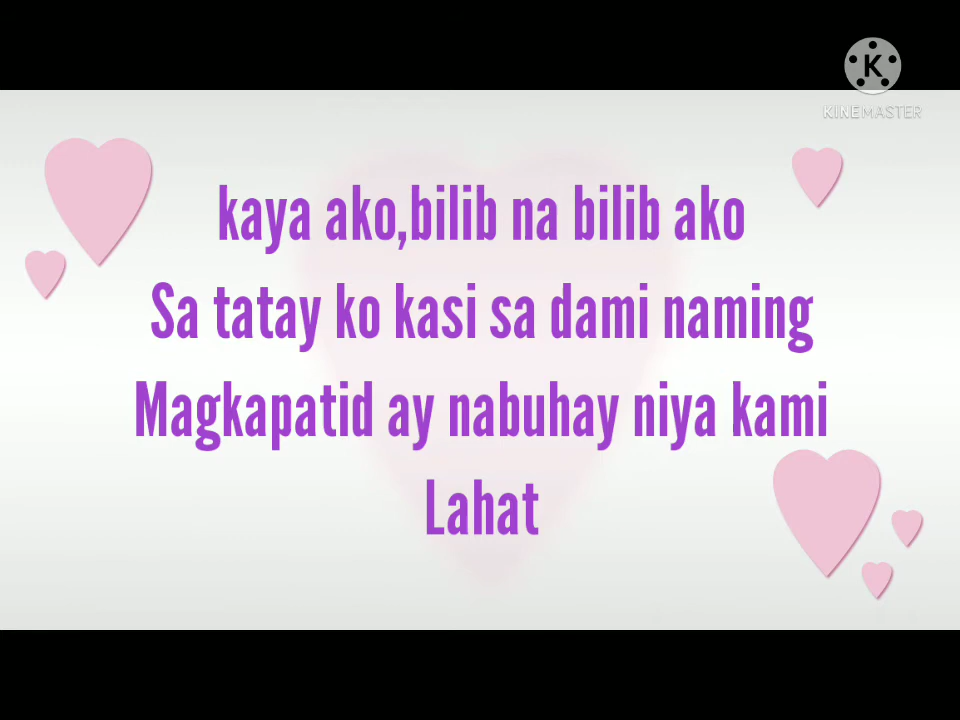 K
KINEMASTER
kaya ako,bilib na bilib ako
Sa tatay ko kasi sa dami naming
Magkapatid ay nabuhay niya kami
Lahat